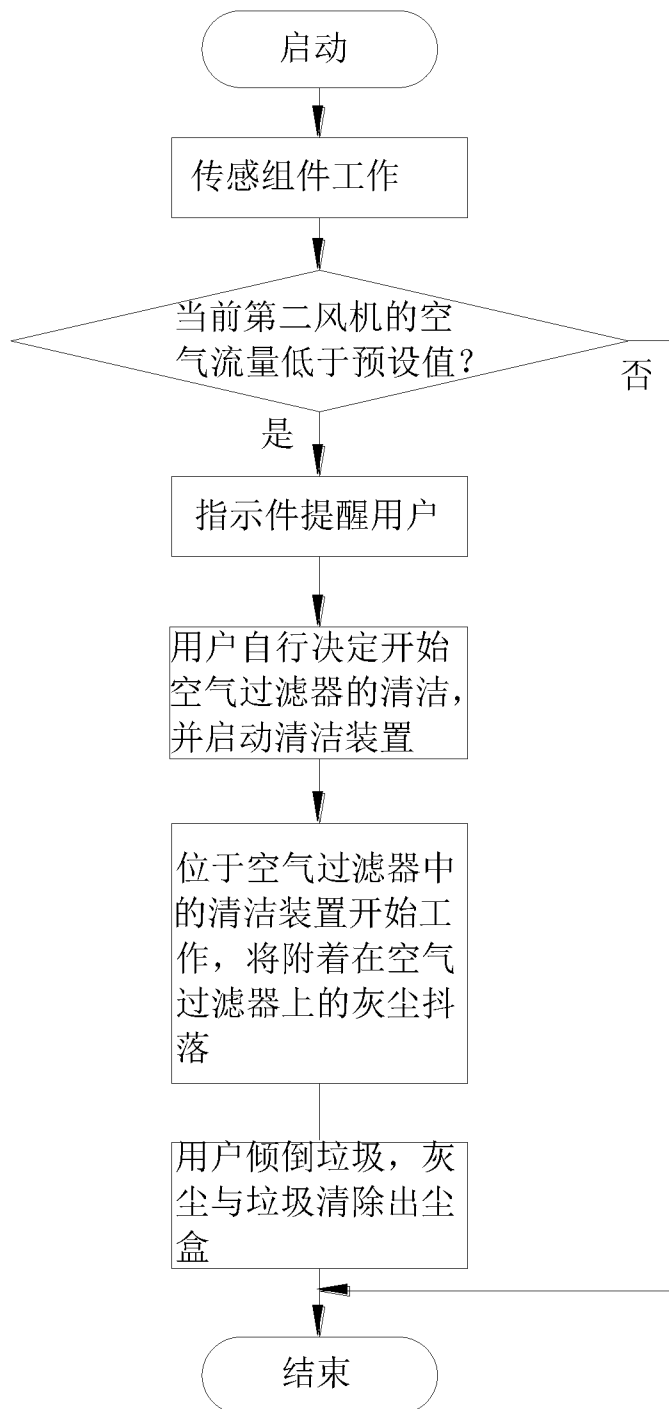 启动
传感组件工作
当前第二风机的空
气流量低于预设值?
否
是
指示件提醒用户
用户自行决定开始
空气过滤器的清洁,
并启动清洁装置
位于空气过滤器中
的清洁装置开始工
作,将附着在空气
过滤器上的灰尘抖
落
用户倾倒垃圾,灰
尘与垃圾清除出尘
盒
结束